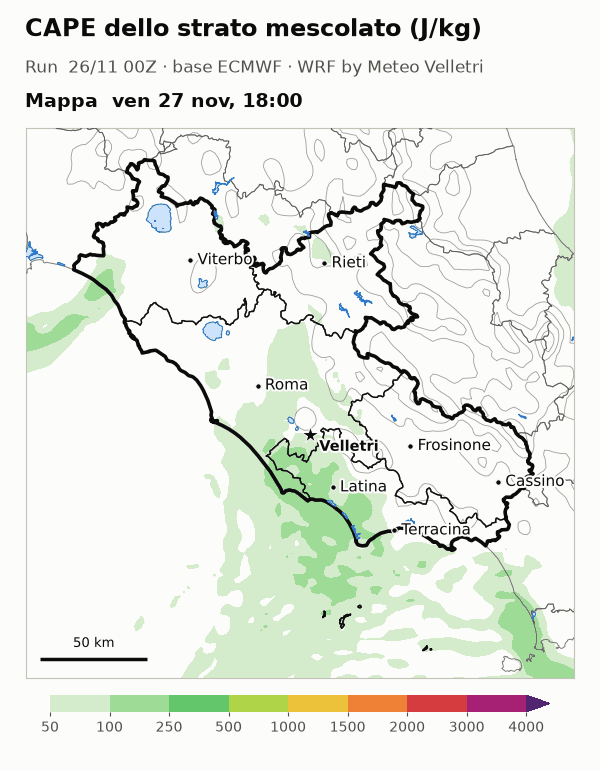 CAPE dello strato mescolato (J/kg)
Run  26/11 00Z · base ECMWF · WRF by Meteo Velletri
Mappa  ven 27 nov, 18:00
Viterbo
Rieti
Roma
Velletri
Frosinone
Latina
Cassino
Terracina
50 km
50 100 250 500 1000 1500 2000 3000 4000